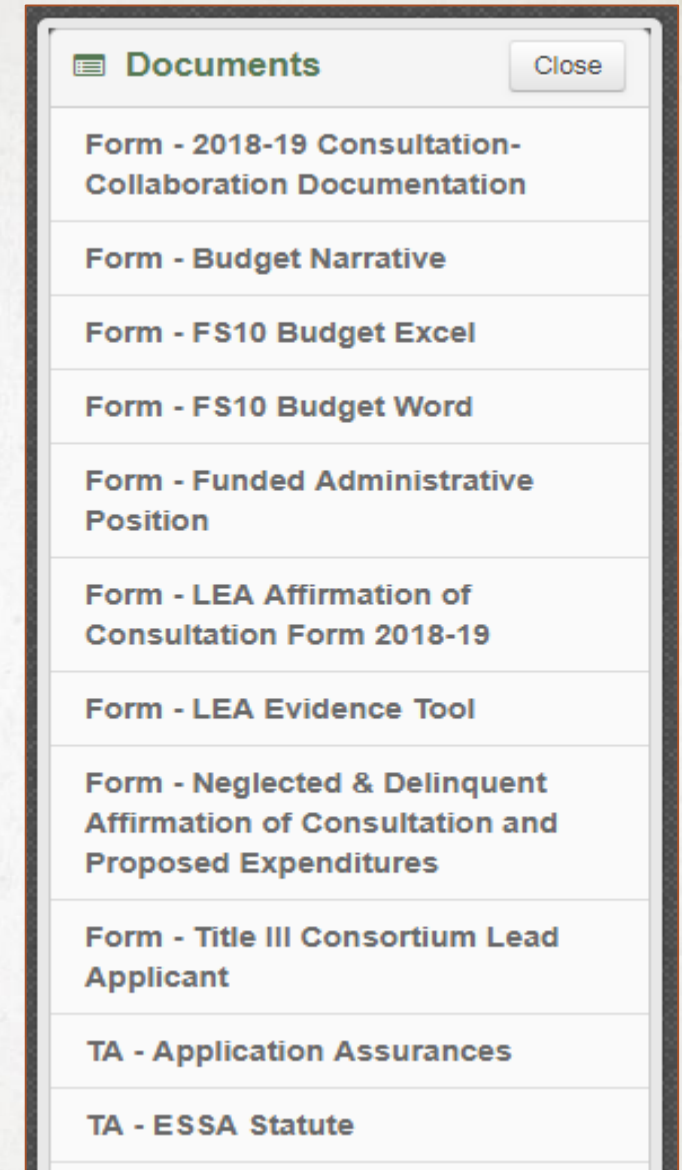 Documents
Close
Form - 2018-19 Consultation-
Collaboration Documentation
Form - Budget Narrative
Form - FS10 Budget Excel
Form - FS10 Budget Word
Form - Funded Administrative
Position
Form - LEA Affirmation of
Consultation Form 2018-19
Form - LEA Evidence Tool
Form - Neglected & Delinquent
Affirmation of Consultation and
Proposed Expenditures
Form - Title III Consortium Lead
Applicant
TA - Application Assurances
TA - ESSA Statute